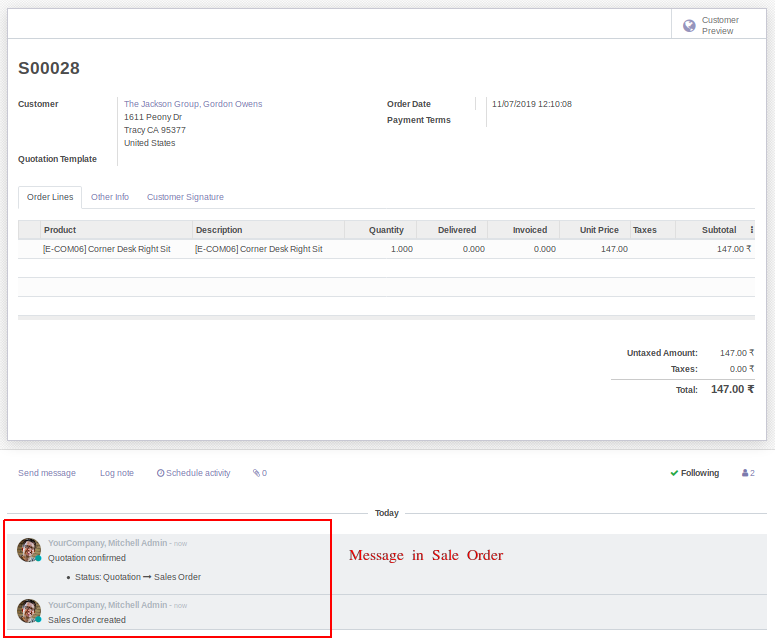 Customer
Preview
S00028
Customer The Jackson Group, Gordon Owens
1611 Peony Dr
Tracy CA 95377
United States
Order Date 11/07/2019 12:10:08
Payment Terms
Quotation Template
Order Lines Other Info Customer Signature
Product Description Quantity Delivered Invoiced Unit Price Taxes Subtotal
[E-COM06] Corner Desk Right Sit [E-COM06] Corner Desk Right Sit 1.000 0.000 0.000 147.00 147.00 ₹
Untaxed Amount: 147.00 ₹
Taxes: 0.00 ₹
Total: 147.00 ₹
Send message Log note Schedule activity 0 Following 2
Today
YourCompany, Mitchell Admin - now
Quotation confirmed
• Status: Quotation ➞ Sales Order
Message in Sale Order
YourCompany, Mitchell Admin - now
Sales Order created